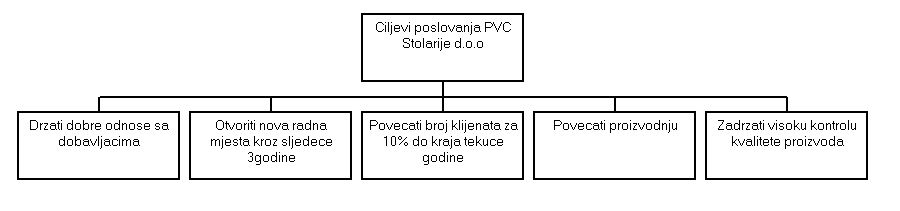 Ciljevi poslovanja PVC
Stolarije d.o.o
Drzati dobre odnose sa
dobavljacima
Otvoriti nova radna
mjesta kroz sljedece
3godine
Povecati broj klijenata za
10% do kraja tekuce
godine
Povecati proizvodnju
Zadrzati visoku kontrolu
kvalitete proizvoda